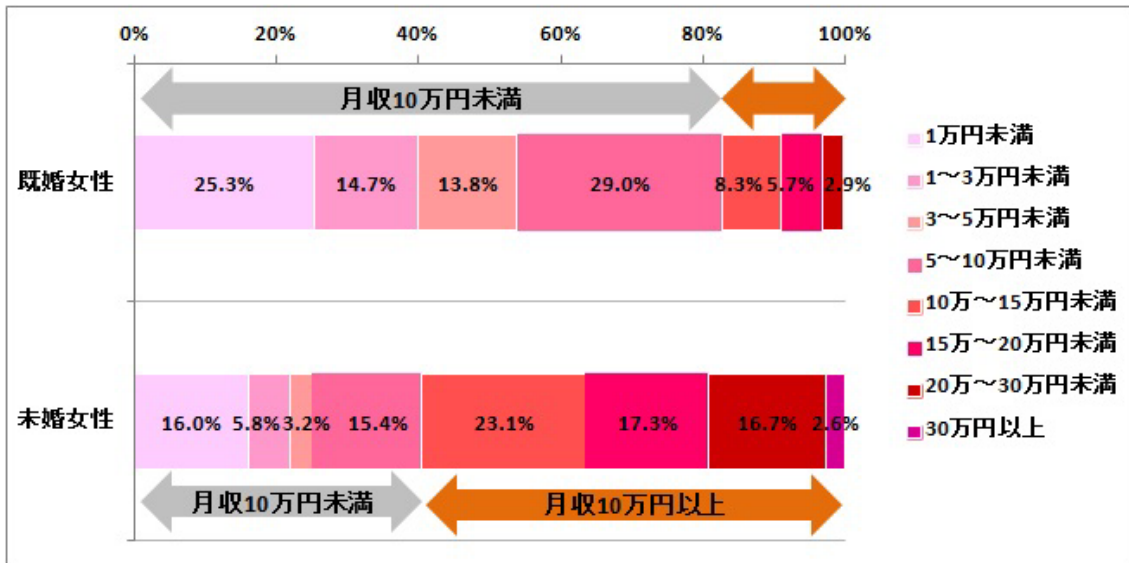 0% 20% 40% 60% 80% 100%
月収10万円未満
既婚女性 25.3% 14.7% 13.8% 29.0% 8.3% 5.7% 2.9%
未婚女性 16.0% 5.8% 3.2% 15.4% 23.1% 17.3% 16.7% 2.6%
月収10万円未満 月収10万円以上
1万円未満
1～3万円未満
3～5万円未満
5～10万円未満
10万～15万円未満
15万～20万円未満
20万～30万円未満
30万円以上